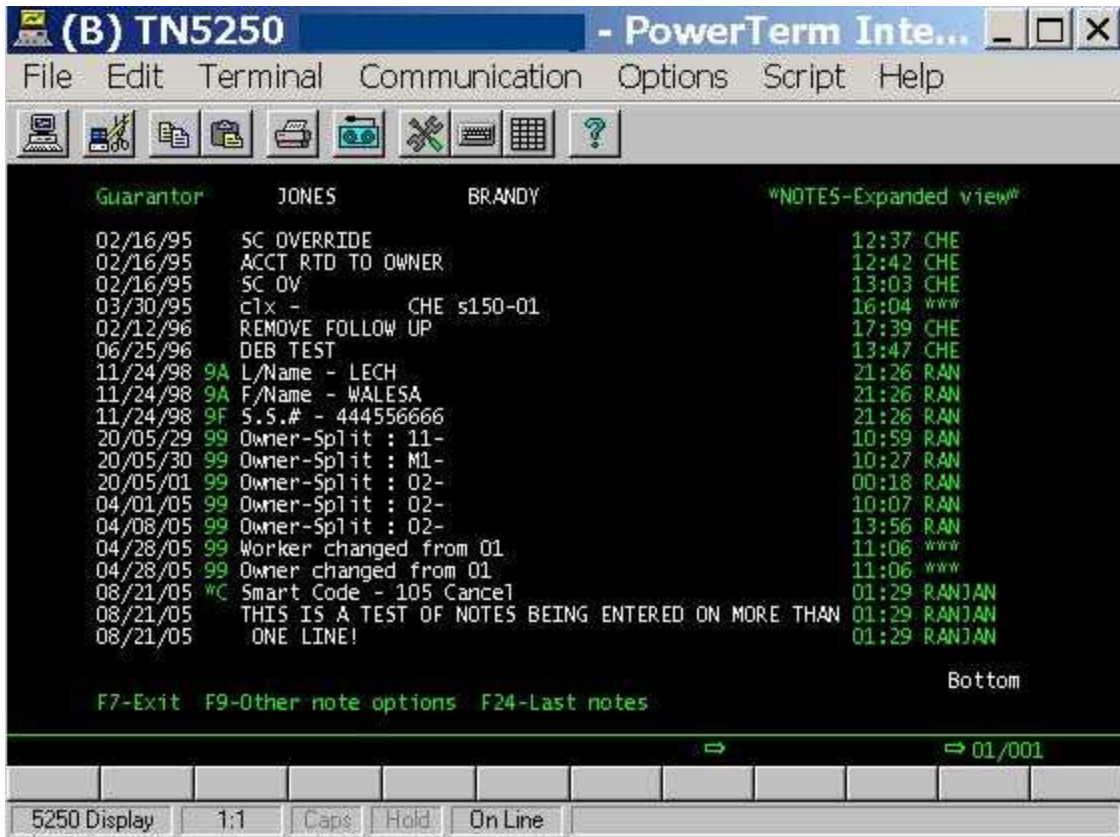 (B) TN5250 - PowerTerm Inte...
File Edit Terminal Communication Options Script Help
Guarantor JONES BRANDY *NOTES-Expanded view*
02/16/95 SC OVERRIDE 12:37 CHE
02/16/95 ACCT RTD TO OWNER 12:42 CHE
02/16/95 SC OV 13:03 CHE
03/30/95 clx - CHE s150-01 16:04 ***
02/12/96 REMOVE FOLLOW UP 17:39 CHE
06/25/96 DEB TEST 13:47 CHE
11/24/98 9A L/Name - LECH 21:26 RAN
11/24/98 9A F/Name - WALESA 21:26 RAN
11/24/98 9F S.S.# - 444556666 21:26 RAN
20/05/29 99 Owner-Split : 11- 10:59 RAN
20/05/30 99 Owner-Split : M1- 10:27 RAN
20/05/01 99 Owner-Split : 02- 00:18 RAN
04/01/05 99 Owner-Split : 02- 10:07 RAN
04/08/05 99 Owner-Split : 02- 13:56 RAN
04/28/05 99 Worker changed from 01 11:06 ***
04/28/05 99 Owner changed from 01 11:06 ***
08/21/05 *C Smart Code - 105 Cancel 01:29 RANJAN
08/21/05 THIS IS A TEST OF NOTES BEING ENTERED ON MORE THAN 01:29 RANJAN
08/21/05 ONE LINE! 01:29 RANJAN
Bottom
F7-Exit F9-Other note options F24-Last notes
⇨ ⇨ 01/001
5250 Display 1:1 Caps Hold On Line